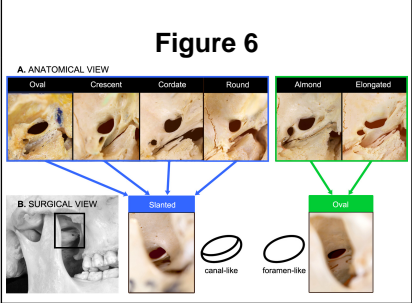 Figure 6
A. ANATOMICAL VIEW
Oval Crescent Cordate Round Almond Elongated
B. SURGICAL VIEW
Slanted Oval
canal-like foramen-like